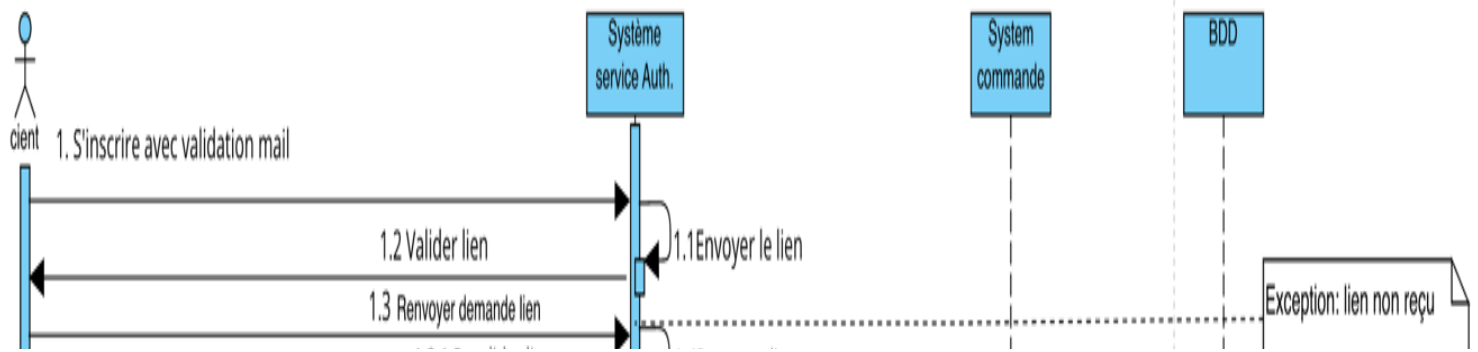 Système
service Auth.
System
commande
BDD
cient
1. S'inscrire avec validation mail
1.2 Valider lien
1.1Envoyer le lien
1.3 Renvoyer demande lien
Exception: lien non reçu